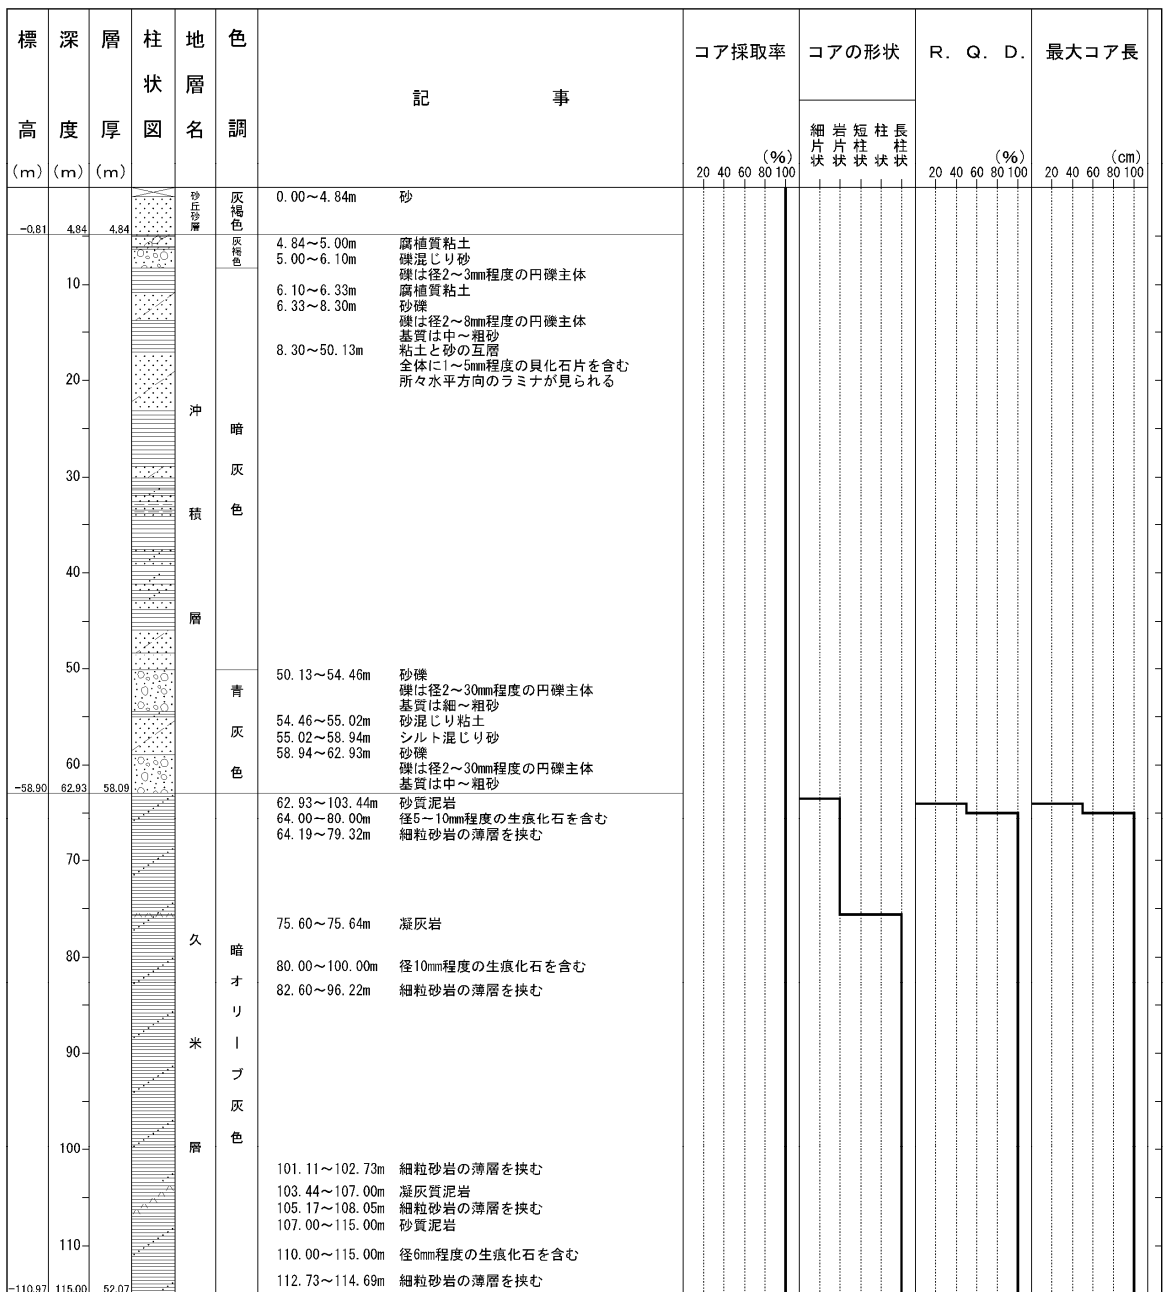 標高
(m)
深度
(m)
層厚
(m)
柱状図
地層名
色調
記 事
コア採取率
(%)
20 40 60 80 100
コアの形状
細片状
岩片状
短柱状
柱状
長柱状
R. Q. D.
(%)
20 40 60 80 100
最大コア長
(cm)
20 40 60 80 100
砂丘砂層
灰褐色
0.00～4.84m 砂
-0.81 4.84 4.84
灰褐色
4.84～5.00m 腐植質粘土
5.00～6.10m 礫混じり砂
礫は径2～3mm程度の円礫主体
10
6.10～6.33m 腐植質粘土
6.33～8.30m 砂礫
礫は径2～8mm程度の円礫主体
基質は中～粗砂
8.30～50.13m 粘土と砂の互層
全体に1～5mm程度の貝化石片を含む
所々水平方向のラミナが見られる
20
沖積層
暗灰色
30
40
50
50.13～54.46m 砂礫
礫は径2～30mm程度の円礫主体
基質は細～粗砂
青灰色
54.46～55.02m 砂混じり粘土
55.02～58.94m シルト混じり砂
58.94～62.93m 砂礫
60
礫は径2～30mm程度の円礫主体
基質は中～粗砂
-58.90 62.93 58.09
62.93～103.44m 砂質泥岩
64.00～80.00m 径5～10mm程度の生痕化石を含む
64.19～79.32m 細粒砂岩の薄層を挟む
70
75.60～75.64m 凝灰岩
久米層
暗オリーブ灰色
80
80.00～100.00m 径10mm程度の生痕化石を含む
82.60～96.22m 細粒砂岩の薄層を挟む
90
100
101.11～102.73m 細粒砂岩の薄層を挟む
103.44～107.00m 凝灰質泥岩
105.17～108.05m 細粒砂岩の薄層を挟む
107.00～115.00m 砂質泥岩
110
110.00～115.00m 径6mm程度の生痕化石を含む
112.73～114.69m 細粒砂岩の薄層を挟む
-110.97 115.00 52.07